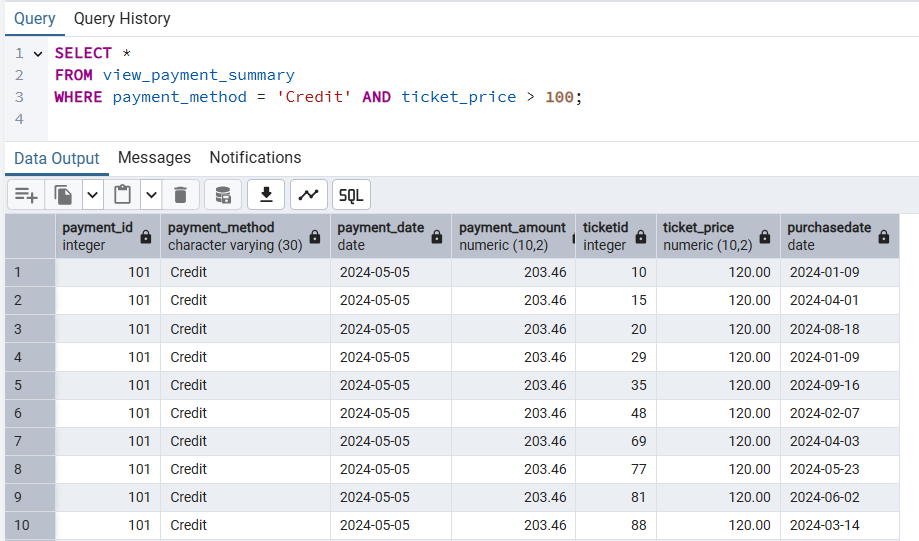 Query Query History
1 SELECT *
2 FROM view_payment_summary
3 WHERE payment_method = 'Credit' AND ticket_price > 100;
4
Data Output Messages Notifications
SQL
payment_id payment_method payment_date payment_amount ticketid ticket_price purchasedate
integer character varying (30) date numeric (10,2) integer numeric (10,2) date
1 101 Credit 2024-05-05 203.46 10 120.00 2024-01-09
2 101 Credit 2024-05-05 203.46 15 120.00 2024-04-01
3 101 Credit 2024-05-05 203.46 20 120.00 2024-08-18
4 101 Credit 2024-05-05 203.46 29 120.00 2024-01-09
5 101 Credit 2024-05-05 203.46 35 120.00 2024-09-16
6 101 Credit 2024-05-05 203.46 48 120.00 2024-02-07
7 101 Credit 2024-05-05 203.46 69 120.00 2024-04-03
8 101 Credit 2024-05-05 203.46 77 120.00 2024-05-23
9 101 Credit 2024-05-05 203.46 81 120.00 2024-06-02
10 101 Credit 2024-05-05 203.46 88 120.00 2024-03-14